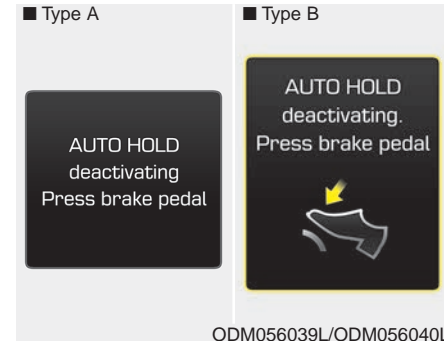 ■ Type A
AUTO HOLD
deactivating
Press brake pedal
■ Type B
AUTO HOLD
deactivating.
Press brake pedal
ODM056039L/ODM056040L